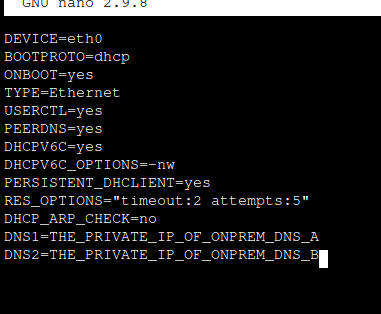 GNU nano 2.9.8
DEVICE=eth0
BOOTPROTO=dhcp
ONBOOT=yes
TYPE=Ethernet
USERCTL=yes
PEERDNS=yes
DHCPV6C=yes
DHCPV6C_OPTIONS=-nw
PERSISTENT_DHCLIENT=yes
RES_OPTIONS="timeout:2 attempts:5"
DHCP_ARP_CHECK=no
DNS1=THE_PRIVATE_IP_OF_ONPREM_DNS_A
DNS2=THE_PRIVATE_IP_OF_ONPREM_DNS_B